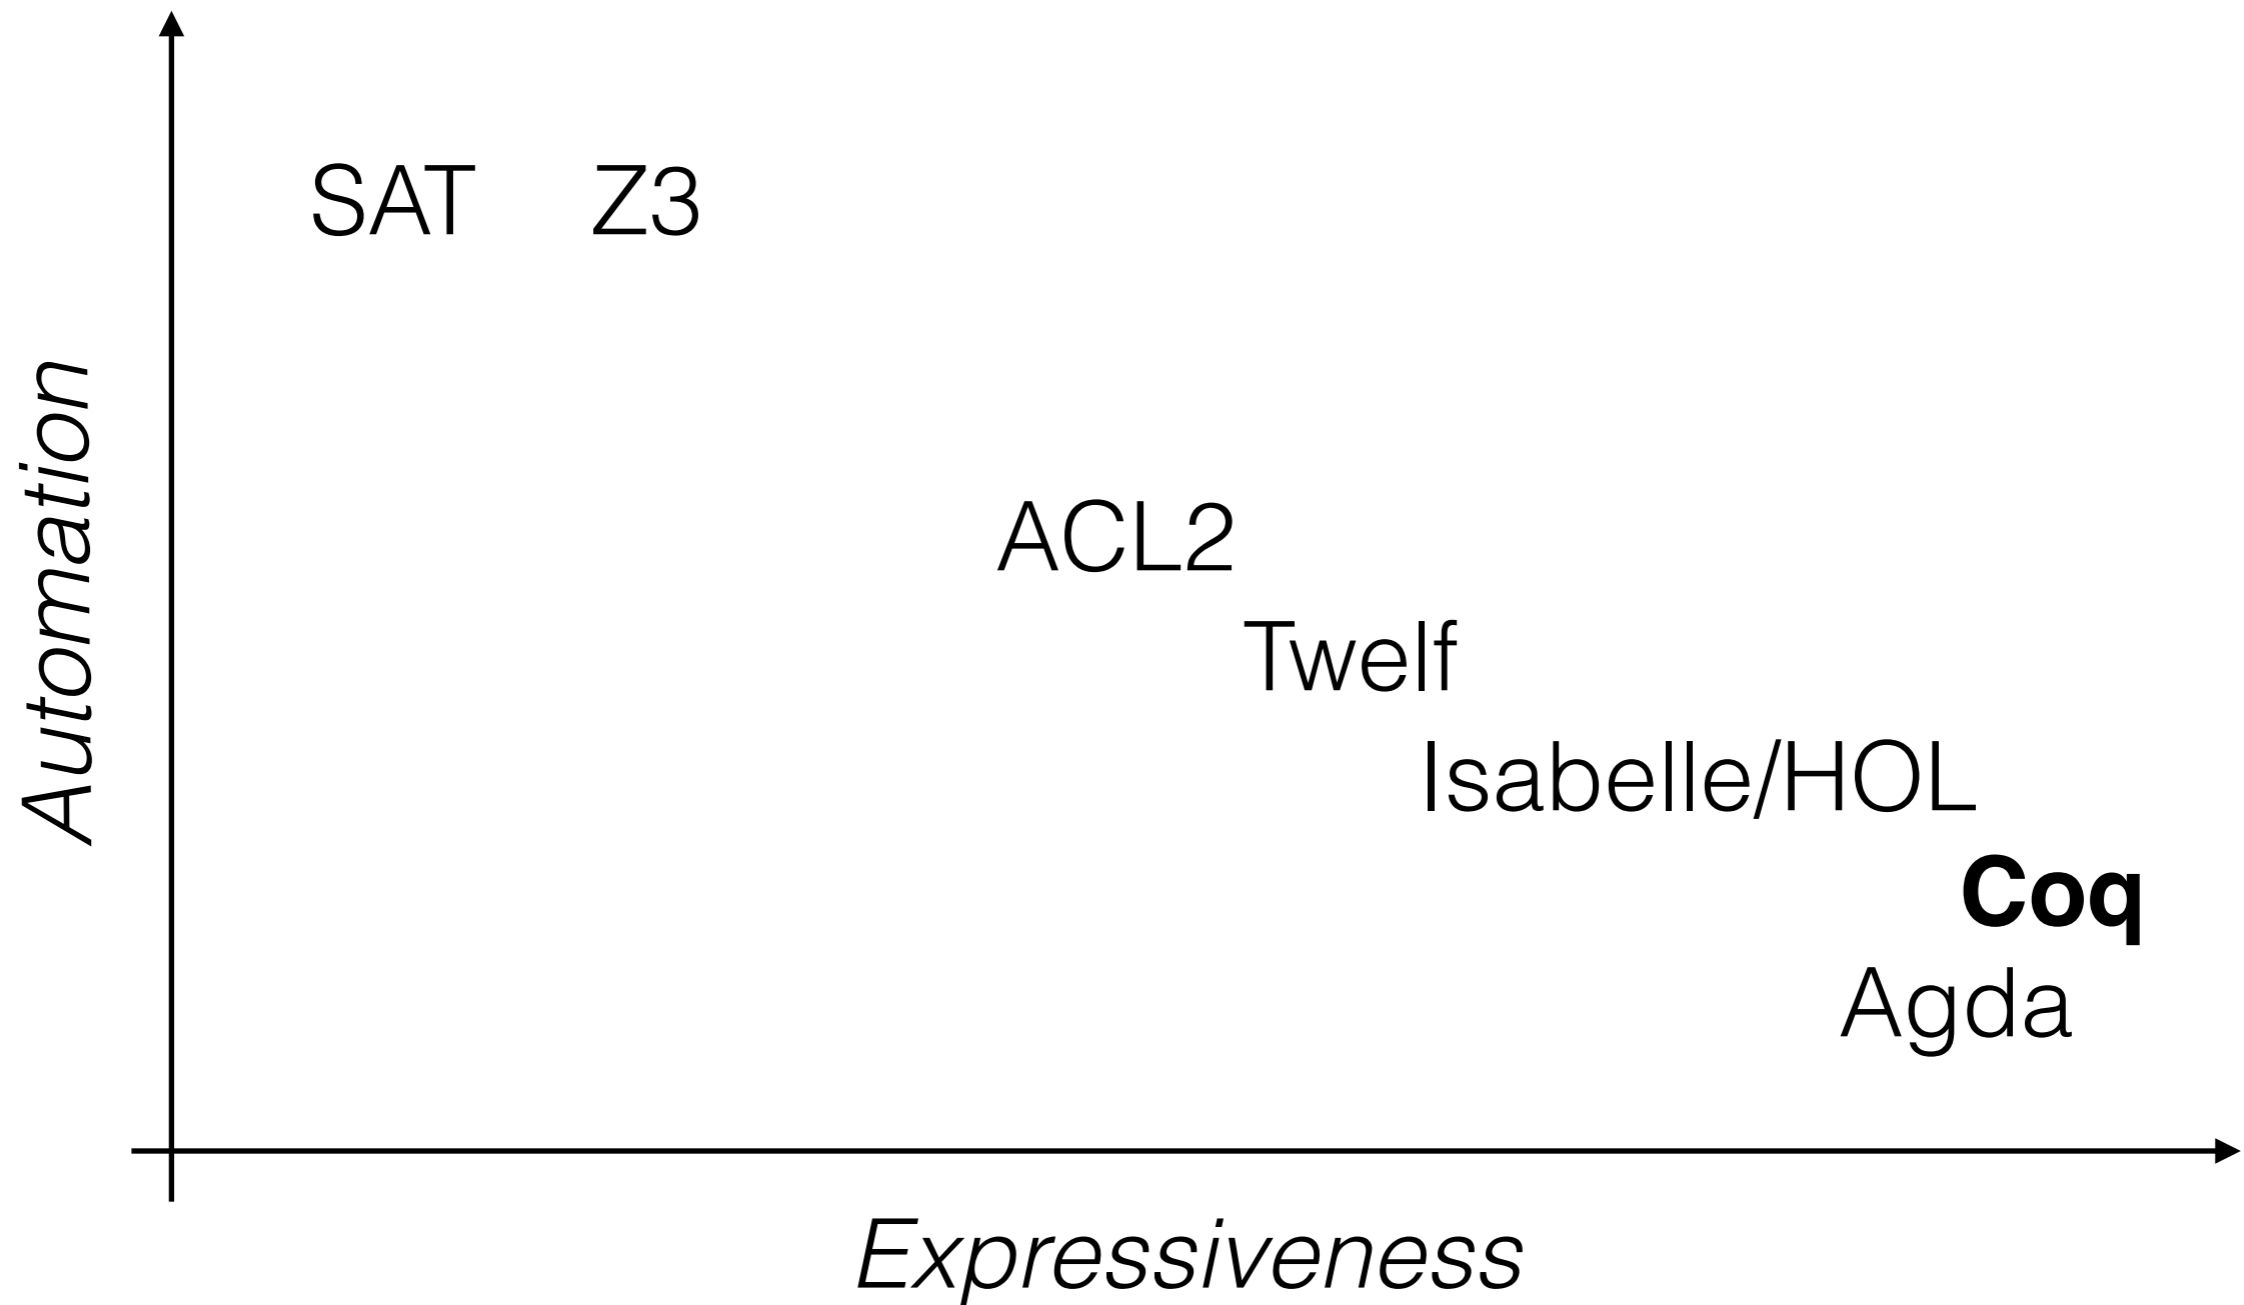 SAT Z3
Automation
ACL2
Twelf
Isabelle/HOL
Coq
Agda
Expressiveness